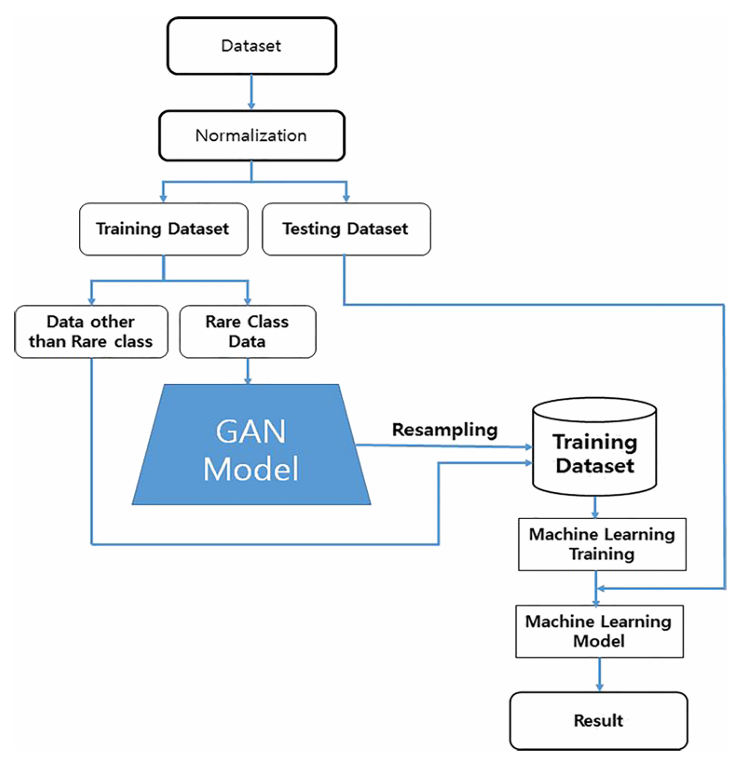 Dataset
Normalization
Training Dataset
Testing Dataset
Data other
than Rare class
Rare Class
Data
GAN
Model
Resampling
Training
Dataset
Machine Learning
Training
Machine Learning
Model
Result